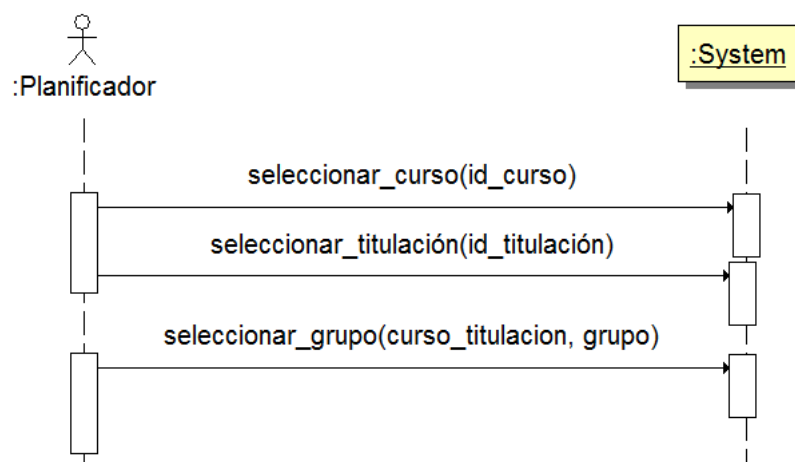 :Planificador
:System
seleccionar_curso(id_curso)
seleccionar_titulación(id_titulación)
seleccionar_grupo(curso_titulacion, grupo)